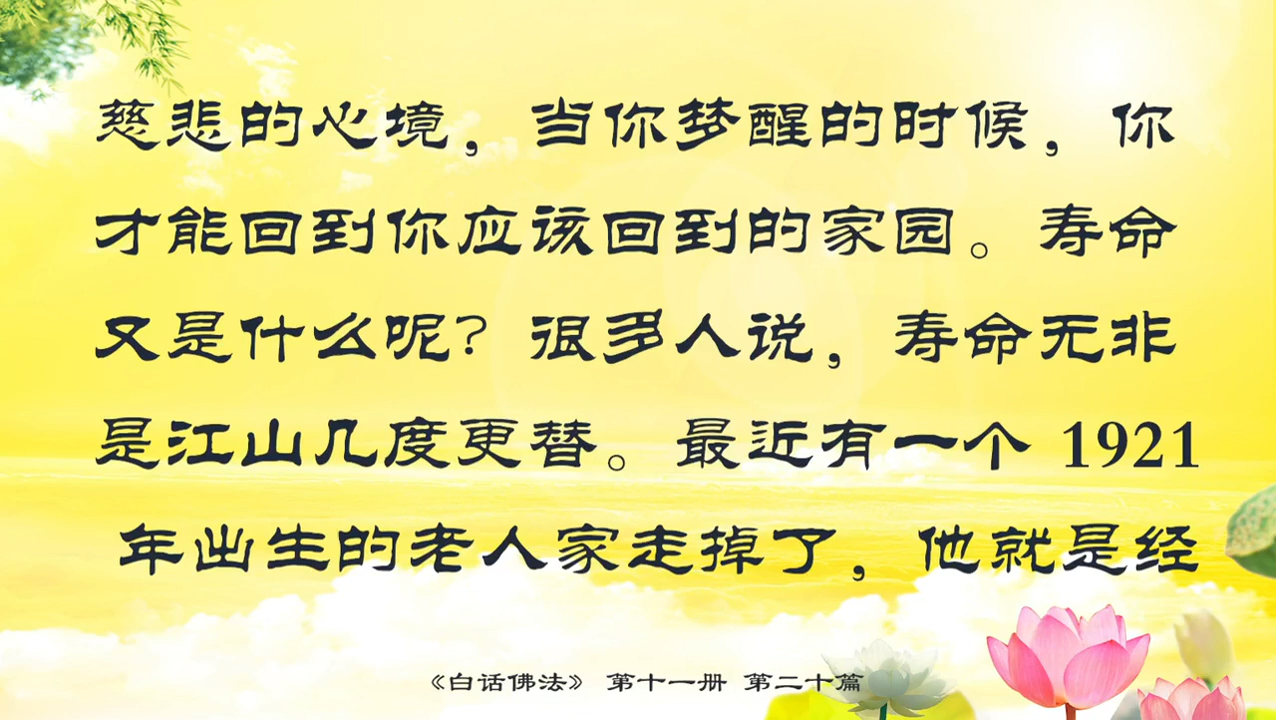 慈悲的心境，当你梦醒的时候，你
才能回到你应该回到的家园。寿命
又是什么呢？很多人说，寿命无非
是江山几度更替。最近有一个 1921
年出生的老人家走掉了，他就是经
《白话佛法》 第十一册 第二十篇